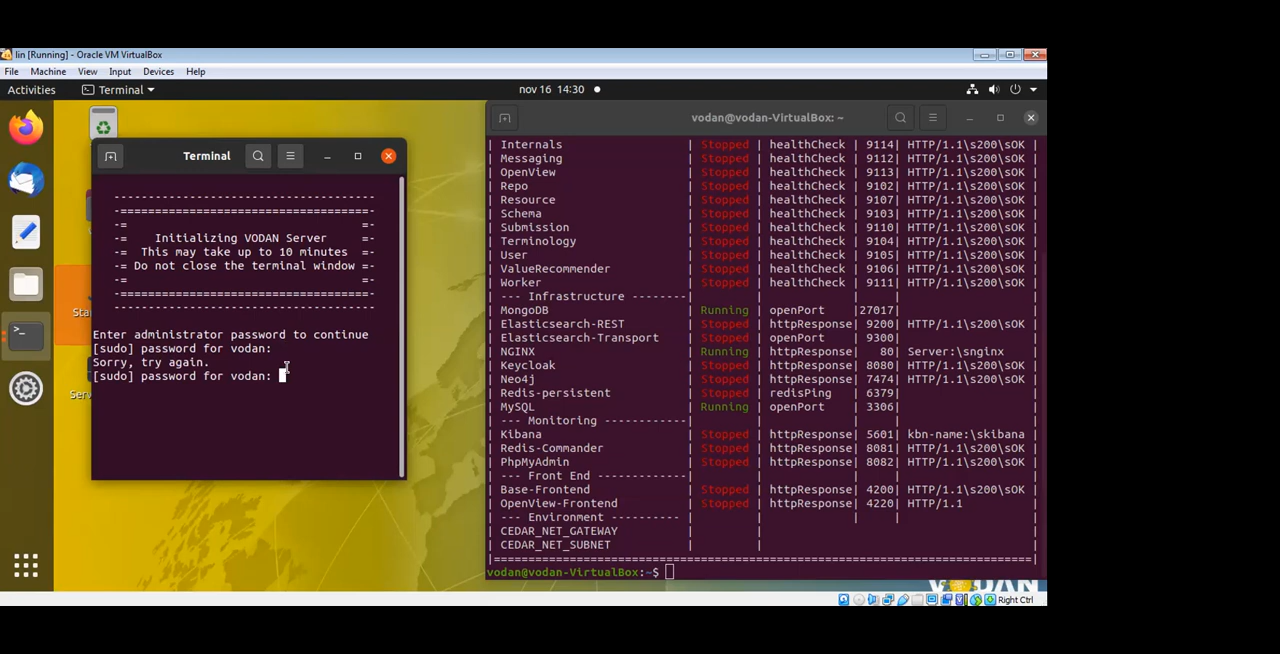 lin [Running] - Oracle VM VirtualBox
File Machine View Input Devices Help
Activities Terminal nov 16 14:30
Terminal
---------------------------------------
-=====================================-
-= =-
-= Initializing VODAN Server =-
-= This may take up to 10 minutes =-
-= Do not close the terminal window =-
-= =-
-=====================================-
---------------------------------------
Enter administrator password to continue
[sudo] password for vodan:
Sorry, try again.
[sudo] password for vodan:
Sta
Serv
vodan@vodan-VirtualBox: ~
| Internals | Stopped | healthCheck | 9114| HTTP/1.1\s200\sOK |
| Messaging | Stopped | healthCheck | 9112| HTTP/1.1\s200\sOK |
| OpenView | Stopped | healthCheck | 9113| HTTP/1.1\s200\sOK |
| Repo | Stopped | healthCheck | 9102| HTTP/1.1\s200\sOK |
| Resource | Stopped | healthCheck | 9107| HTTP/1.1\s200\sOK |
| Schema | Stopped | healthCheck | 9103| HTTP/1.1\s200\sOK |
| Submission | Stopped | healthCheck | 9110| HTTP/1.1\s200\sOK |
| Terminology | Stopped | healthCheck | 9104| HTTP/1.1\s200\sOK |
| User | Stopped | healthCheck | 9105| HTTP/1.1\s200\sOK |
| ValueRecommender | Stopped | healthCheck | 9106| HTTP/1.1\s200\sOK |
| Worker | Stopped | healthCheck | 9111| HTTP/1.1\s200\sOK |
| --- Infrastructure --------| | | | |
| MongoDB | Running | openPort |27017| |
| Elasticsearch-REST | Stopped | httpResponse| 9200| HTTP/1.1\s200\sOK |
| Elasticsearch-Transport | Stopped | openPort | 9300| |
| NGINX | Running | httpResponse| 80| Server:\snginx |
| Keycloak | Stopped | httpResponse| 8080| HTTP/1.1\s200\sOK |
| Neo4j | Stopped | httpResponse| 7474| HTTP/1.1\s200\sOK |
| Redis-persistent | Stopped | redisPing | 6379| |
| MySQL | Running | openPort | 3306| |
| --- Monitoring ------------| | | | |
| Kibana | Stopped | httpResponse| 5601| kbn-name:\skibana |
| Redis-Commander | Stopped | httpResponse| 8081| HTTP/1.1\s200\sOK |
| PhpMyAdmin | Stopped | httpResponse| 8082| HTTP/1.1\s200\sOK |
| --- Front End -------------| | | | |
| Base-Frontend | Stopped | httpResponse| 4200| HTTP/1.1\s200\sOK |
| OpenView-Frontend | Stopped | httpResponse| 4220| HTTP/1.1 |
| --- Environment ---------- | | | | |
| CEDAR_NET_GATEWAY | | |
| CEDAR_NET_SUBNET | | |
|==============================================================================|
vodan@vodan-VirtualBox:~$
VODAN
Right Ctrl